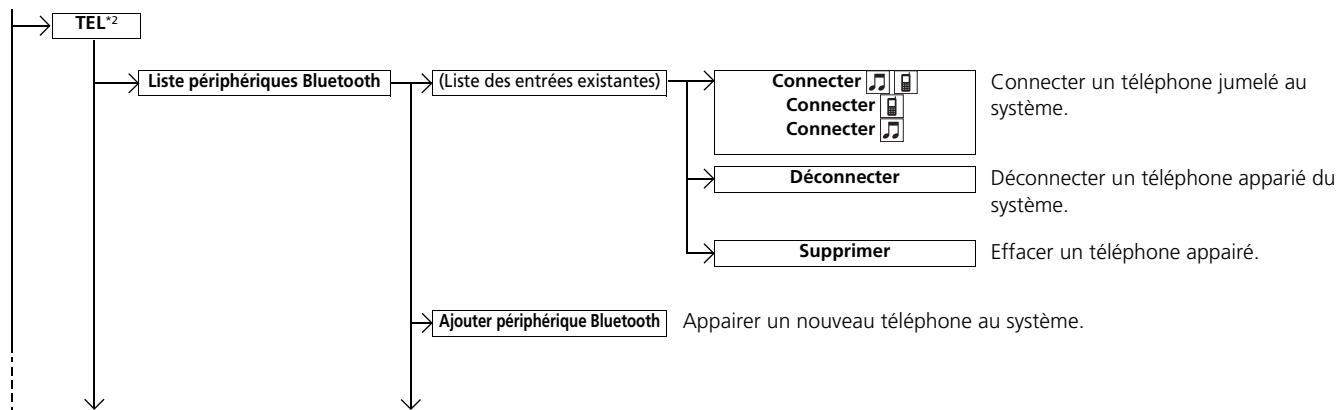 TEL*2
Liste périphériques Bluetooth
(Liste des entrées existantes)
Connecter
Connecter
Connecter
Connecter un téléphone jumelé au
système.
Déconnecter
Déconnecter un téléphone apparié du
système.
Supprimer
Effacer un téléphone appairé.
Ajouter périphérique Bluetooth
Appairer un nouveau téléphone au système.